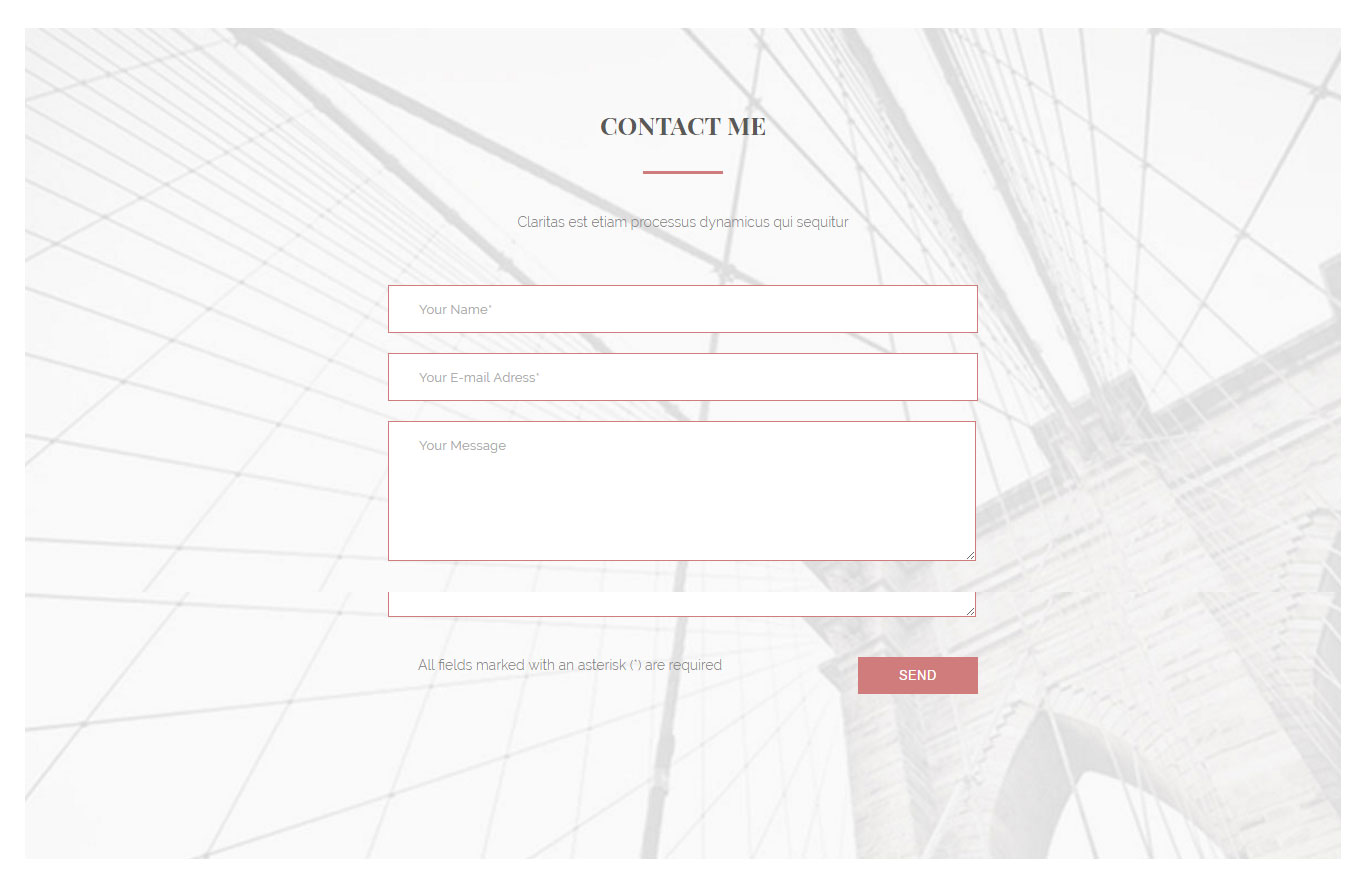 CONTACT ME
Claritas est etiam processus dynamicus qui sequitur
Your Name*
Your E-mail Adress*
Your Message
All fields marked with an asterisk (*) are required
SEND